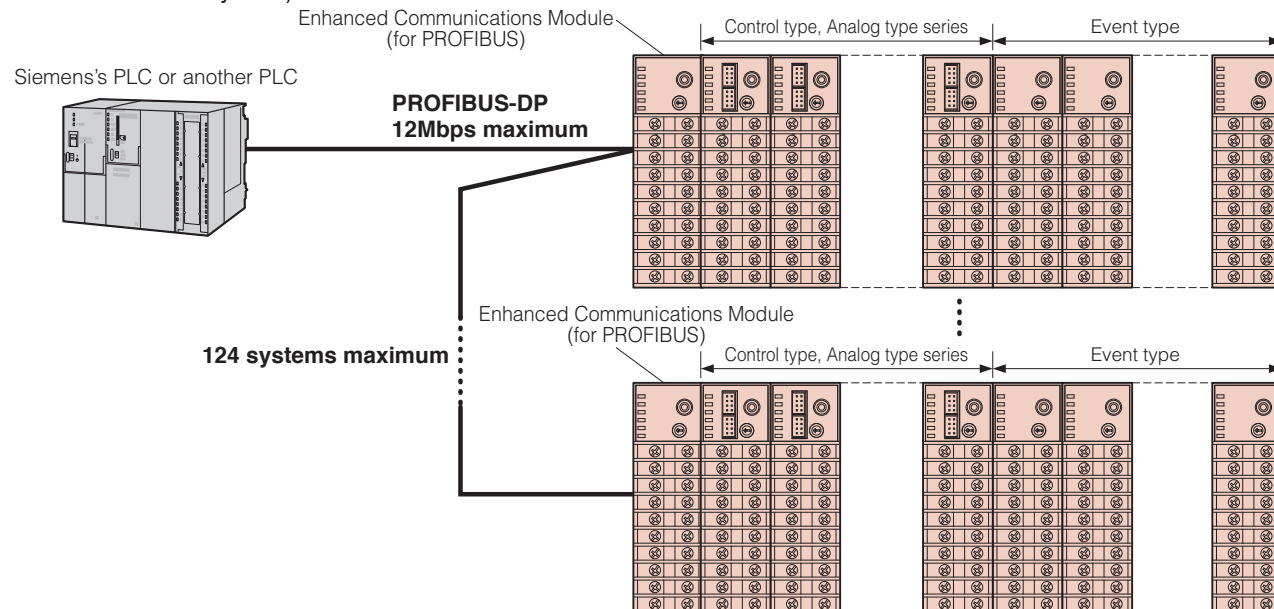 Enhanced Communications Module
(for PROFIBUS)
Control type, Analog type series
Event type
Siemens's PLC or another PLC
PROFIBUS-DP
12Mbps maximum
Enhanced Communications Module
(for PROFIBUS)
124 systems maximum
Control type, Analog type series
Event type